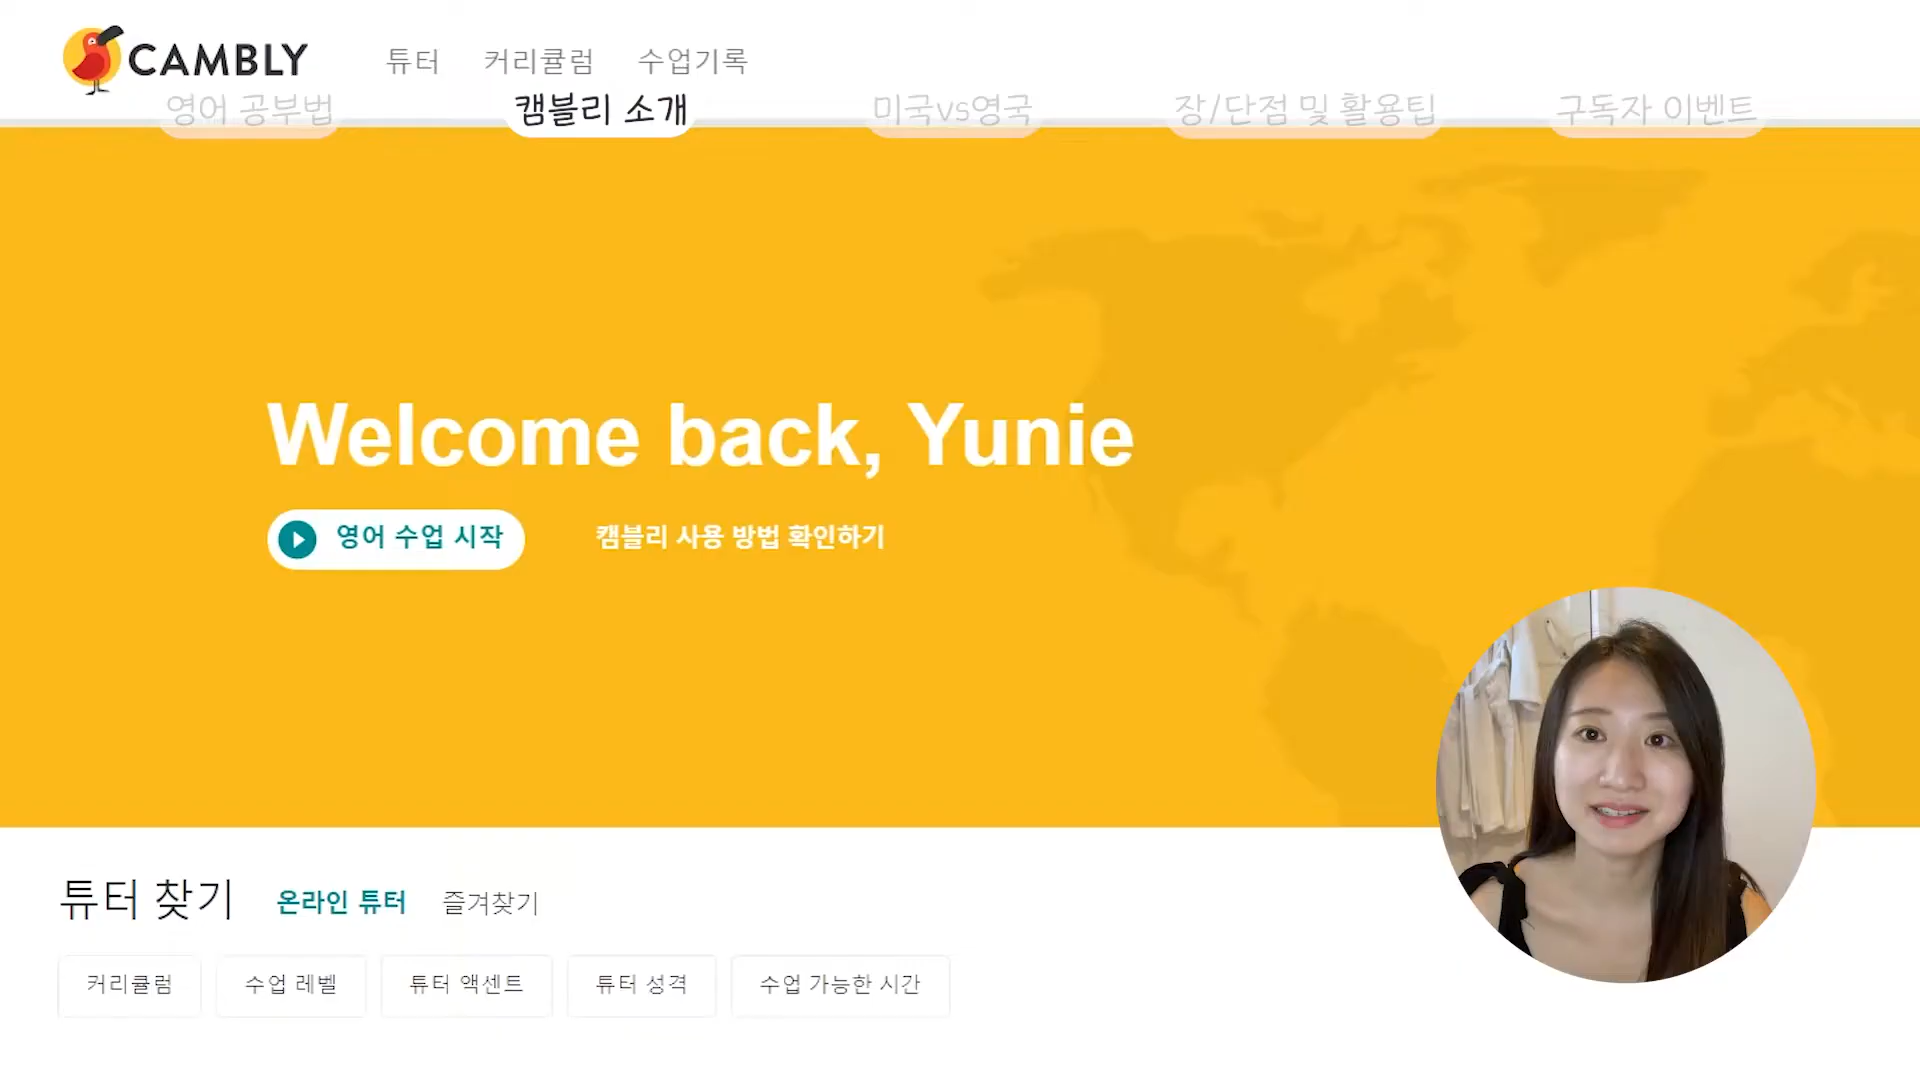 CAMBLY 튜터 커리큘럼 수업기록
영어 공부법 캠블리 소개 미국vs영국 장/단점 및 활용팁 구독자 이벤트
Welcome back, Yunie
영어 수업 시작 캠블리 사용 방법 확인하기
튜터 찾기 온라인 튜터 즐겨찾기
커리큘럼 수업 레벨 튜터 액센트 튜터 성격 수업 가능한 시간